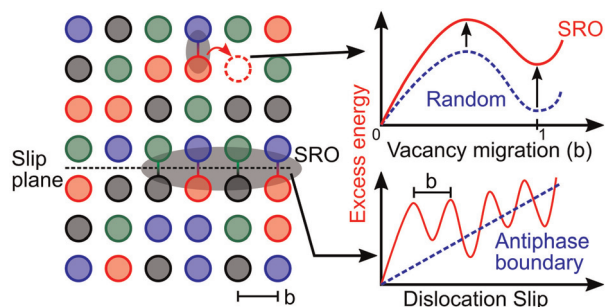 Slip
plane
SRO
b
Excess energy
SRO
Random
0
1
Vacancy migration (b)
b
Antiphase
boundary
Dislocation Slip